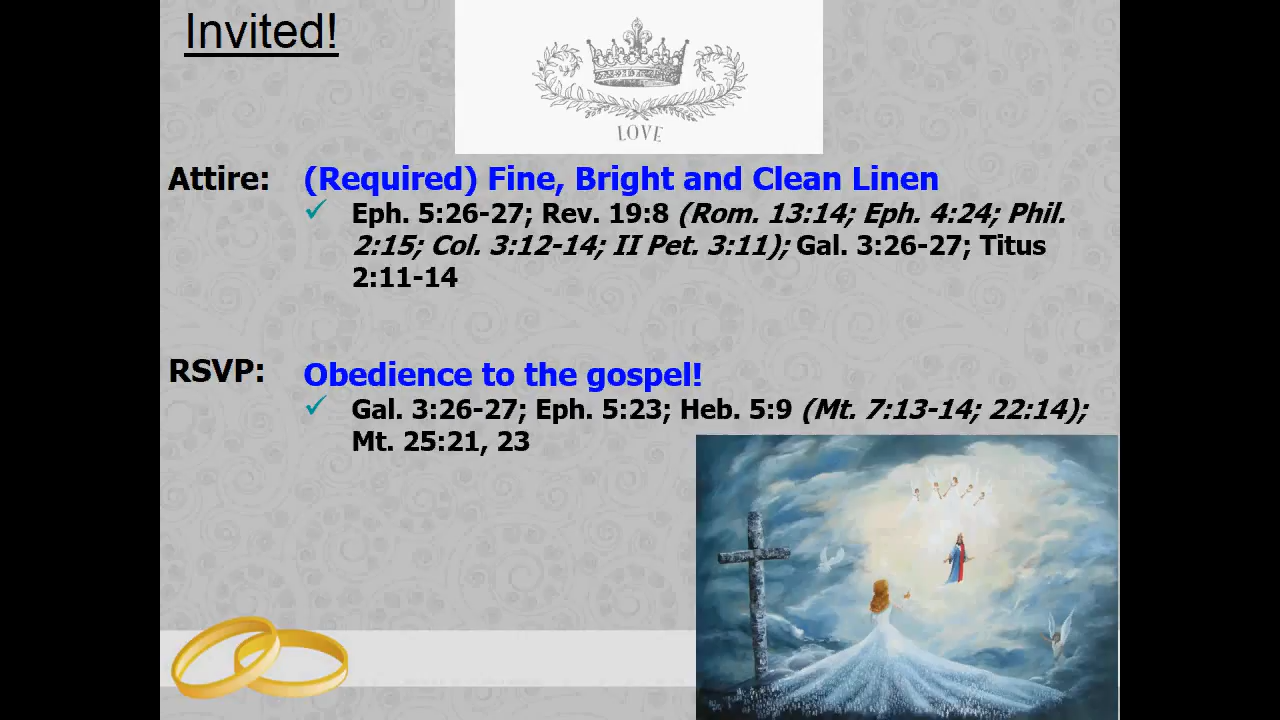 Invited!
LOVE
Attire:
(Required) Fine, Bright and Clean Linen
Eph. 5:26-27; Rev. 19:8 (Rom. 13:14; Eph. 4:24; Phil.
2:15; Col. 3:12-14; II Pet. 3:11); Gal. 3:26-27; Titus
2:11-14
RSVP:
Obedience to the gospel!
Gal. 3:26-27; Eph. 5:23; Heb. 5:9 (Mt. 7:13-14; 22:14);
Mt. 25:21, 23